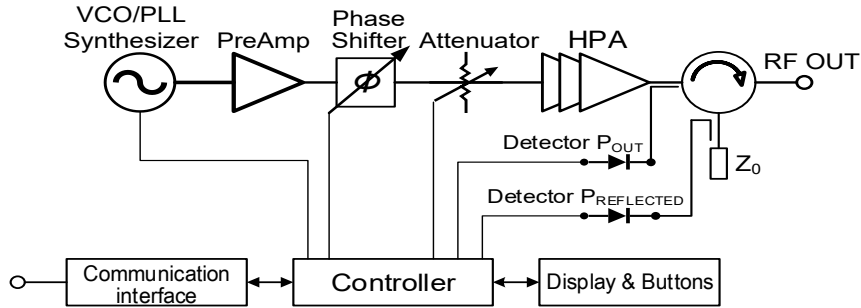 VCO/PLL
Synthesizer
PreAmp
Phase
Shifter
Attenuator
HPA
RF OUT
ϕ
Detector POUT
Z0
Detector PREFLECTED
Communication
interface
Controller
Display & Buttons